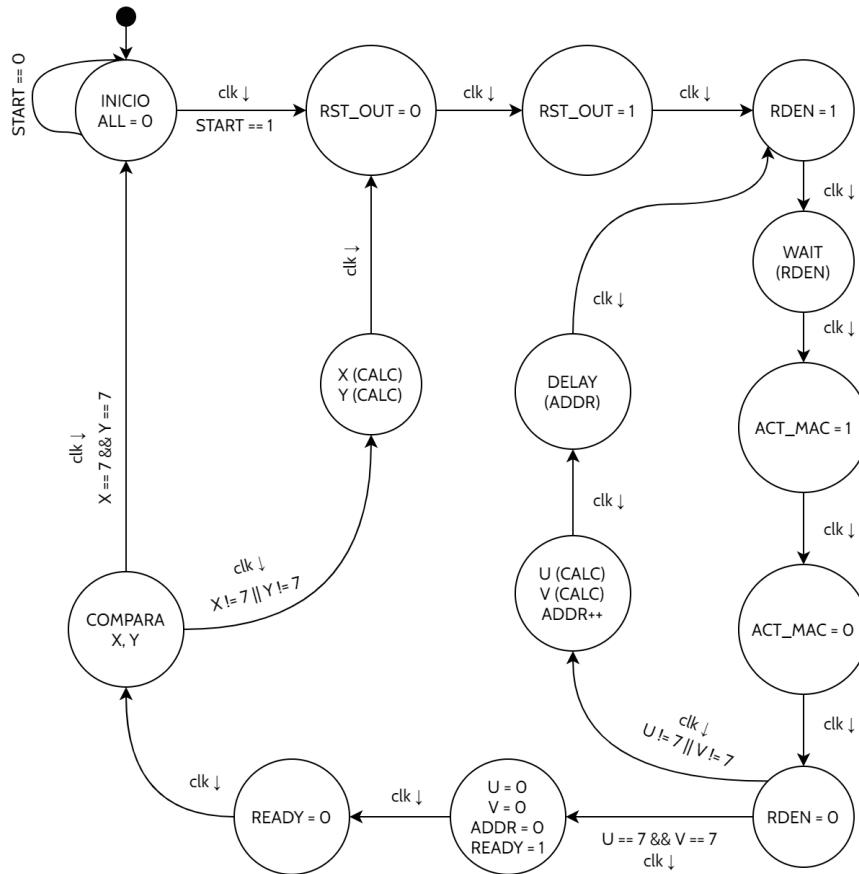 START == 0
INICIO
ALL = 0
clk ↓
START == 1
RST_OUT = 0
clk ↓
RST_OUT = 1
clk ↓
RDEN = 1
clk ↓
WAIT
(RDEN)
clk ↓
ACT_MAC = 1
clk ↓
ACT_MAC = 0
clk ↓
RDEN = 0
clk ↓
U != 7 || V != 7
U (CALC)
V (CALC)
ADDR++
clk ↓
DELAY
(ADDR)
clk ↓
U == 7 && V == 7
clk ↓
U = 0
V = 0
ADDR = 0
READY = 1
clk ↓
READY = 0
clk ↓
COMPARA
X, Y
clk ↓
X != 7 || Y != 7
X (CALC)
Y (CALC)
clk ↓
clk ↓
X == 7 && Y == 7